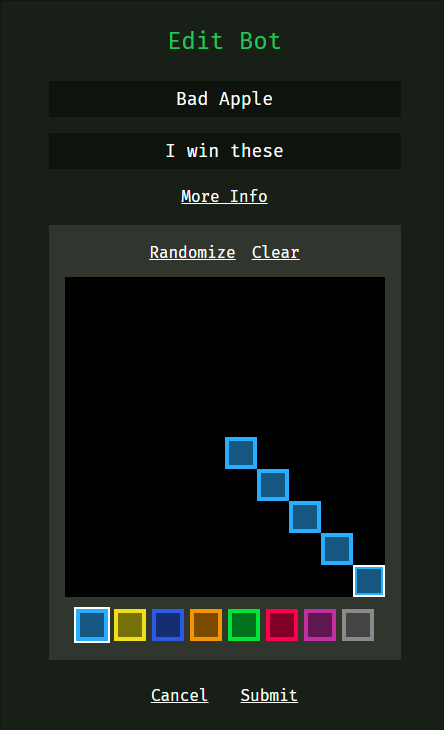 Edit Bot
Bad Apple
I win these
More Info
Randomize Clear
Cancel Submit